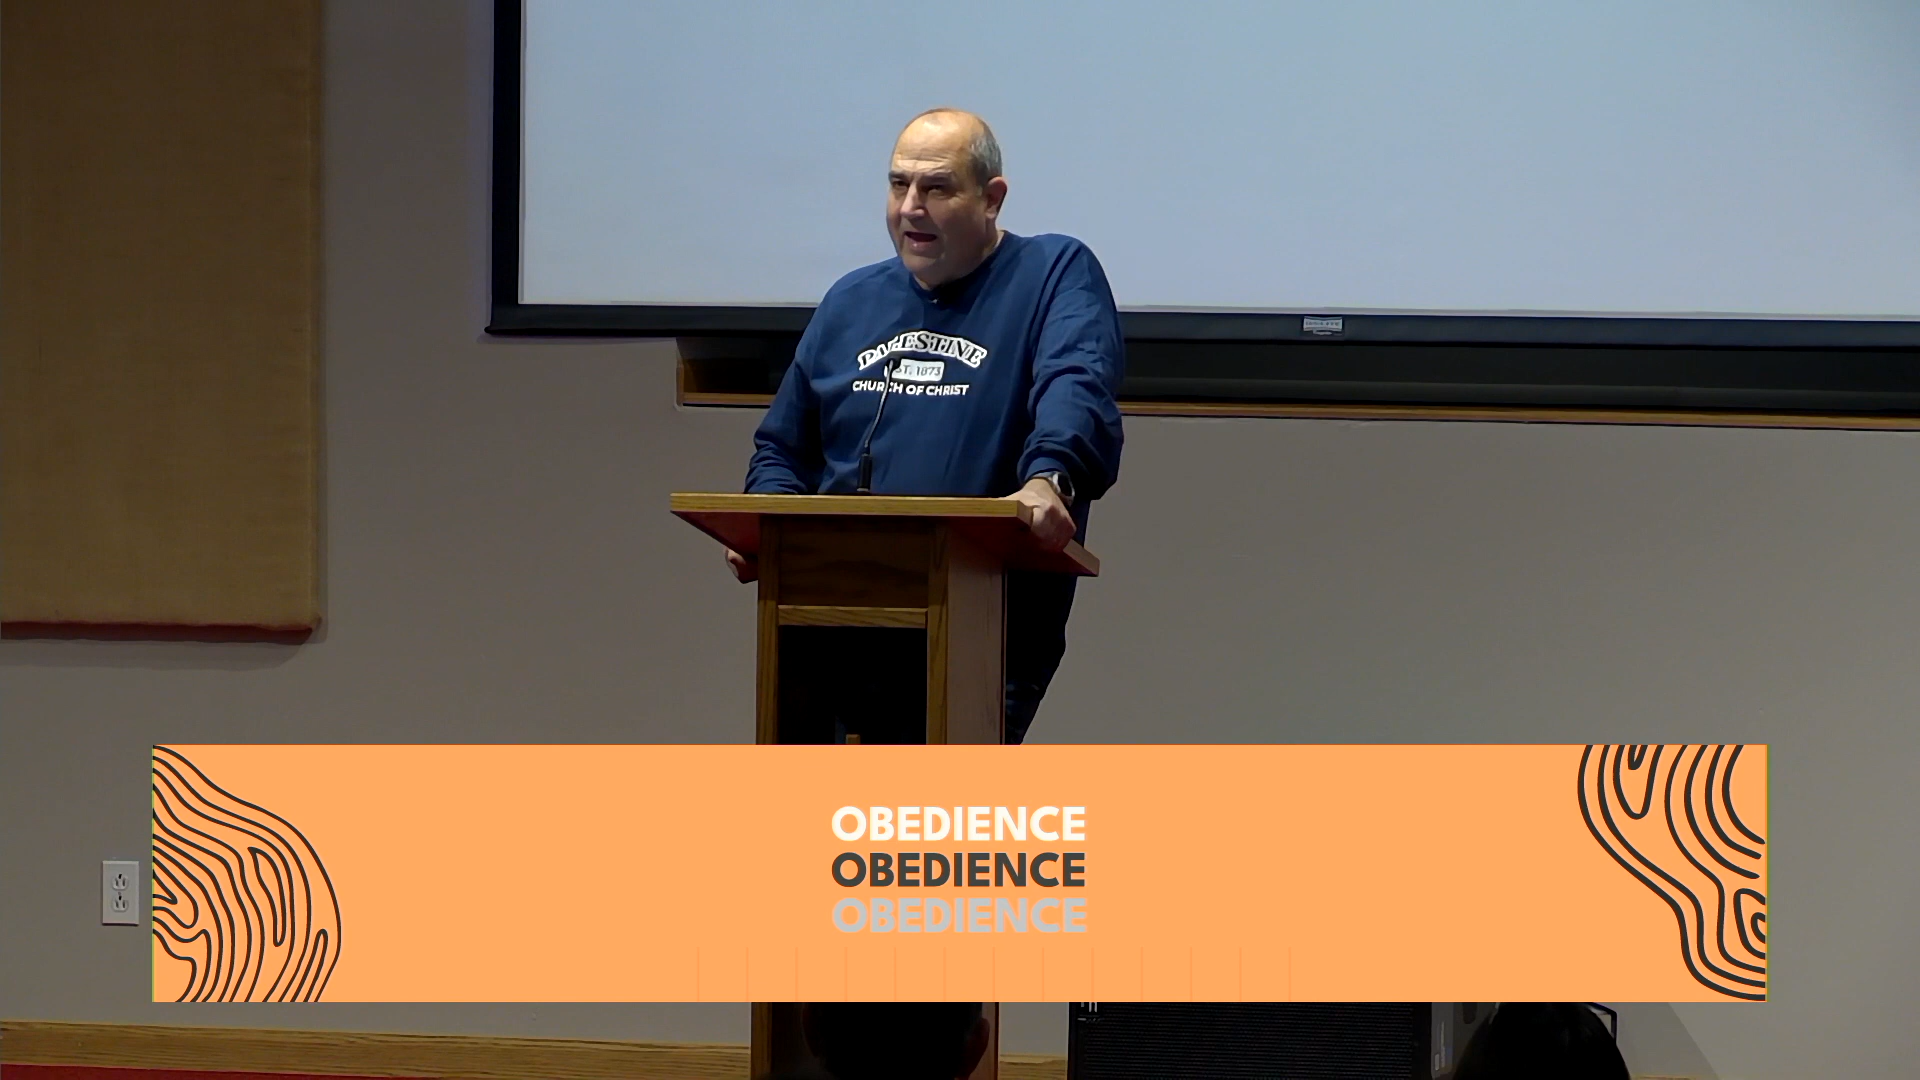 PALESTINE
EST. 1873
CHURCH OF CHRIST
OBEDIENCE
OBEDIENCE
OBEDIENCE